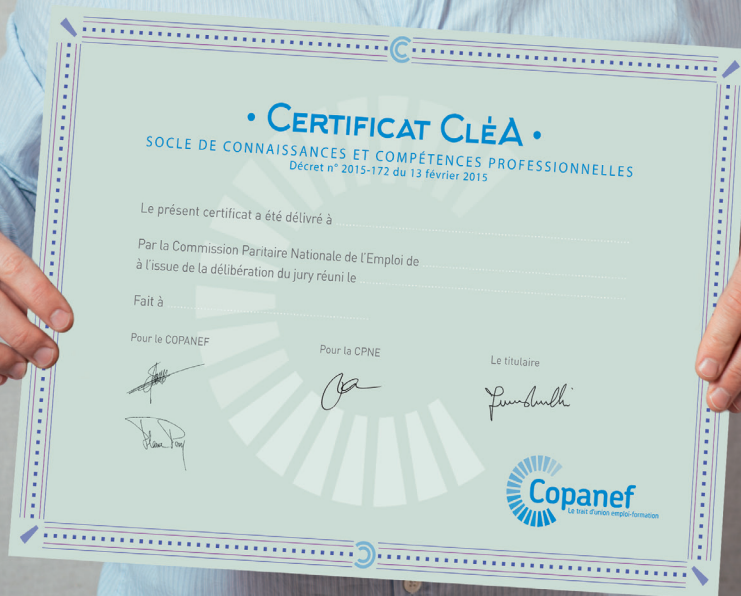 • CERTIFICAT CLÉA •
SOCLE DE CONNAISSANCES ET COMPÉTENCES PROFESSIONNELLES
Décret n° 2015-172 du 13 février 2015
Le présent certificat a été délivré à
Par la Commission Paritaire Nationale de l'Emploi de
à l'issue de la délibération du jury réuni le
Fait à
Pour le COPANEF
Pour la CPNE
Le titulaire
Copanef
Le trait d'union emploi-formation